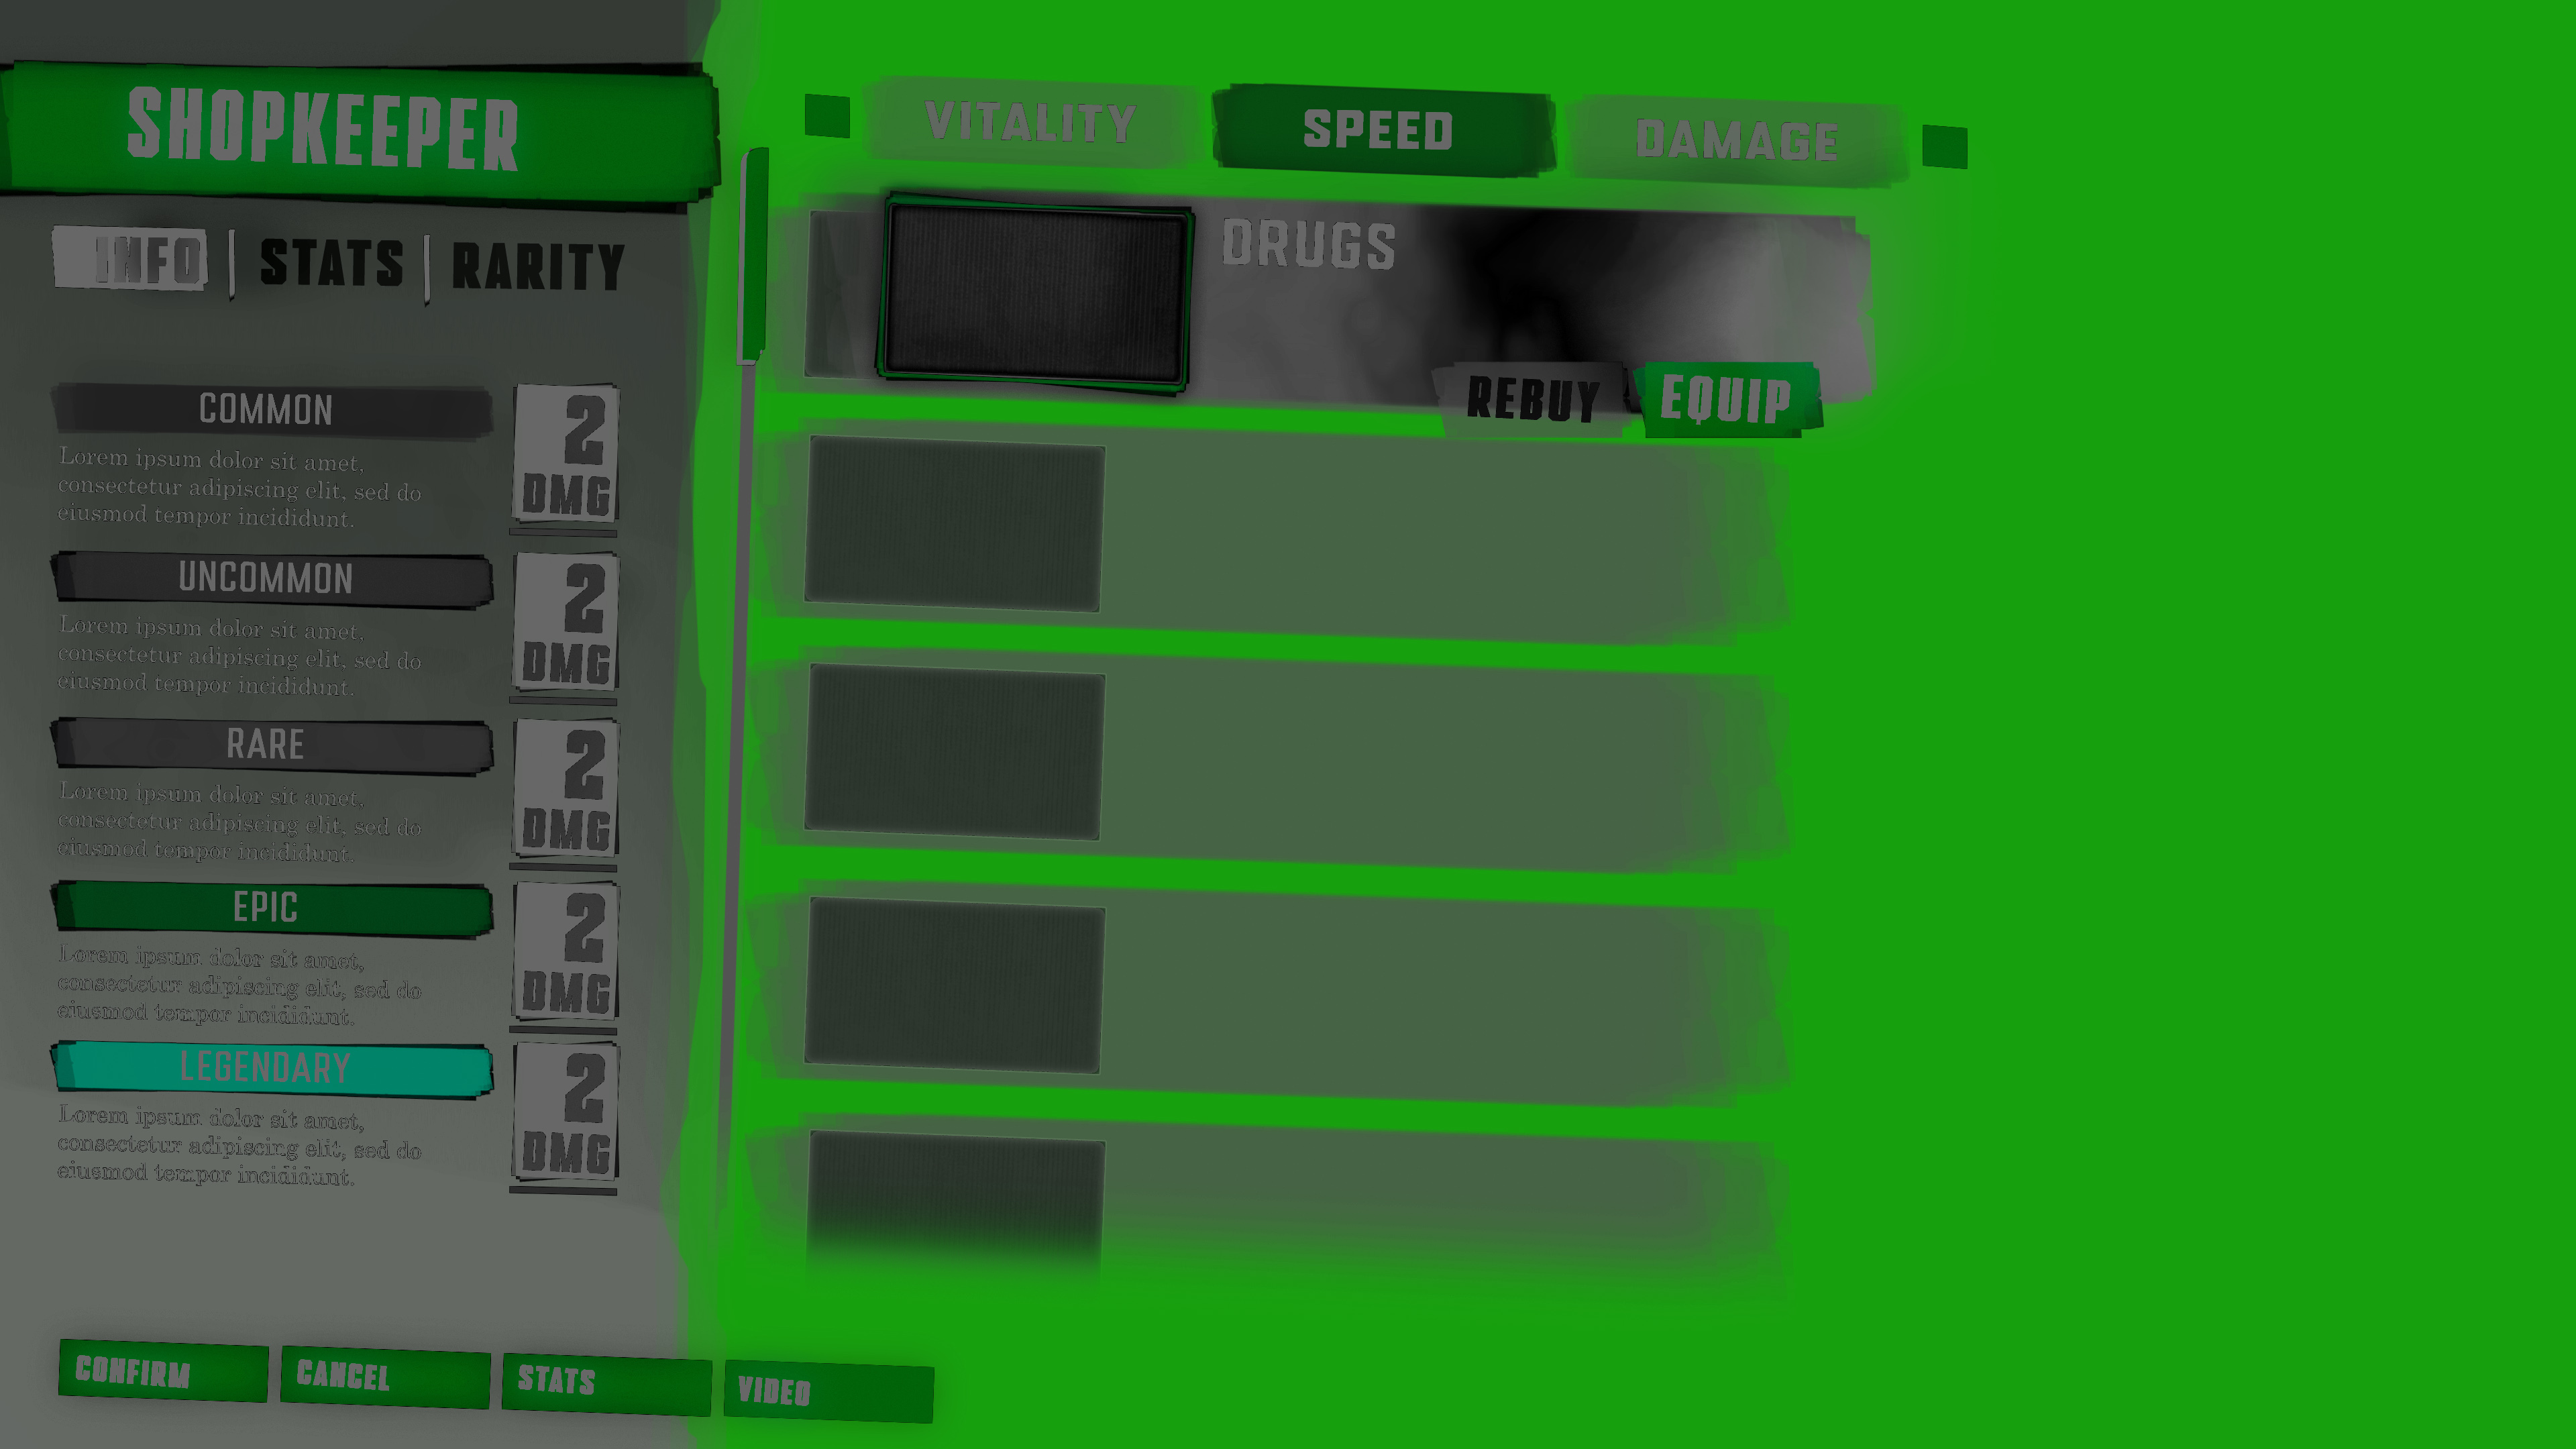 SHOPKEEPER
INFO | STATS | RARITY
COMMON
Lorem ipsum dolor sit amet,
consectetur adipiscing elit, sed do
eiusmod tempor incididunt.
2
DMG
UNCOMMON
Lorem ipsum dolor sit amet,
consectetur adipiscing elit, sed do
eiusmod tempor incididunt.
2
DMG
RARE
Lorem ipsum dolor sit amet,
consectetur adipiscing elit, sed do
eiusmod tempor incididunt.
2
DMG
EPIC
Lorem ipsum dolor sit amet,
consectetur adipiscing elit, sed do
eiusmod tempor incididunt.
2
DMG
LEGENDARY
Lorem ipsum dolor sit amet,
consectetur adipiscing elit, sed do
eiusmod tempor incididunt.
2
DMG
VITALITY
SPEED
DAMAGE
DRUGS
REBUY
EQUIP
CONFIRM
CANCEL
STATS
VIDEO